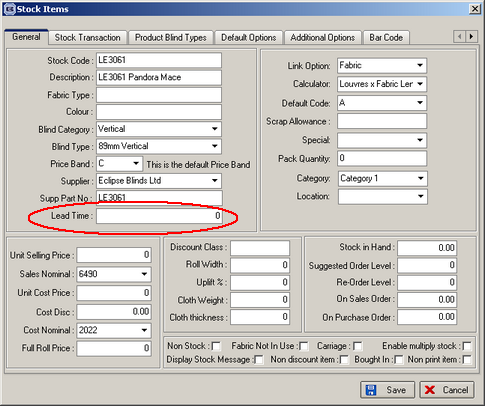 Stock Items
General Stock Transaction Product Blind Types Default Options Additional Options Bar Code
Stock Code : LE3061
Description : LE3061 Pandora Mace
Fabric Type :
Colour :
Blind Category : Vertical
Blind Type : 89mm Vertical
Price Band : C This is the default Price Band
Supplier : Eclipse Blinds Ltd
Supp Part No : LE3061
Lead Time : 0
Link Option: Fabric
Calculator: Louvres x Fabric Ler
Default Code: A
Scrap Allowance :
Special:
Pack Quantity: 0
Category: Category 1
Location:
Unit Selling Price : 0
Sales Nominal : 6490
Unit Cost Price : 0
Cost Disc : 0.00
Cost Nominal : 2022
Full Roll Price : 0
Discount Class :
Roll Width : 0
Uplift % : 0
Cloth Weight : 0
Cloth thickness : 0
Stock in Hand : 0.00
Suggested Order Level : 0
Re-Order Level : 0
On Sales Order : 0.00
On Purchase Order : 0.00
Non Stock : Fabric Not In Use : Carriage : Enable multiply stock :
Display Stock Message : Non discount item : Bought In : Non print item :
Save Cancel